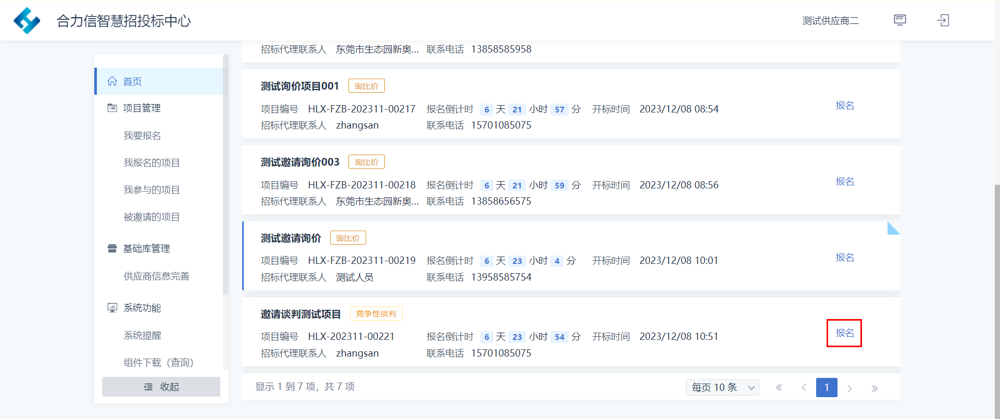 合力信智慧招投标中心
测试供应商二
首页
项目管理
我要报名
我报名的项目
我参与的项目
被邀请的项目
基础库管理
供应商信息完善
系统功能
系统提醒
组件下载（查询）
收起
招标代理联系人 东莞市生态园新奥... 联系电话 13858585958
测试询价项目001 询比价
项目编号 HLX-FZB-202311-00217 报名倒计时 6 天 21 小时 57 分 开标时间 2023/12/08 08:54
报名
招标代理联系人 zhangsan 联系电话 15701085075
测试邀请询价003 询比价
项目编号 HLX-FZB-202311-00218 报名倒计时 6 天 21 小时 59 分 开标时间 2023/12/08 08:56
报名
招标代理联系人 东莞市生态园新奥... 联系电话 13858656575
测试邀请询价 询比价
项目编号 HLX-FZB-202311-00219 报名倒计时 6 天 23 小时 4 分 开标时间 2023/12/08 10:01
报名
招标代理联系人 测试人员 联系电话 13958585754
邀请谈判测试项目 竞争性谈判
项目编号 HLX-202311-00221 报名倒计时 6 天 23 小时 54 分 开标时间 2023/12/08 10:51
报名
招标代理联系人 zhangsan 联系电话 15701085075
显示 1 到 7 项，共 7 项
每页 10 条
« ‹ 1 › »